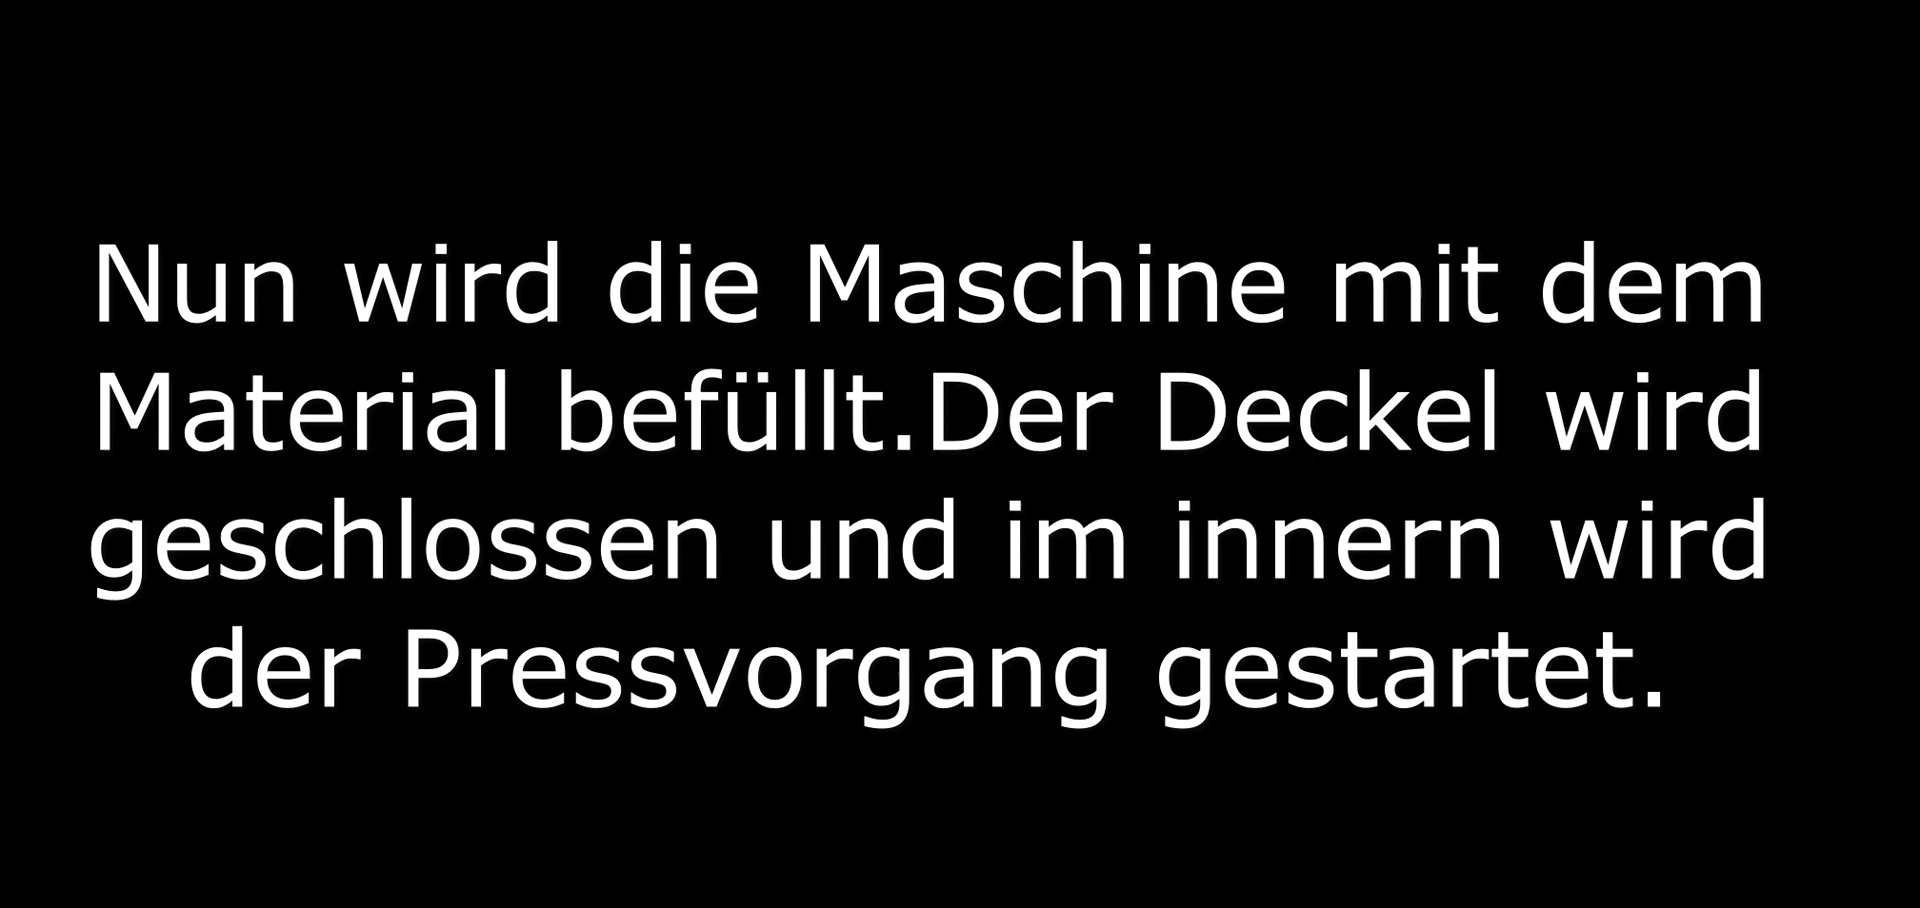 Nun wird die Maschine mit dem
Material befüllt.Der Deckel wird
geschlossen und im innern wird
der Pressvorgang gestartet.